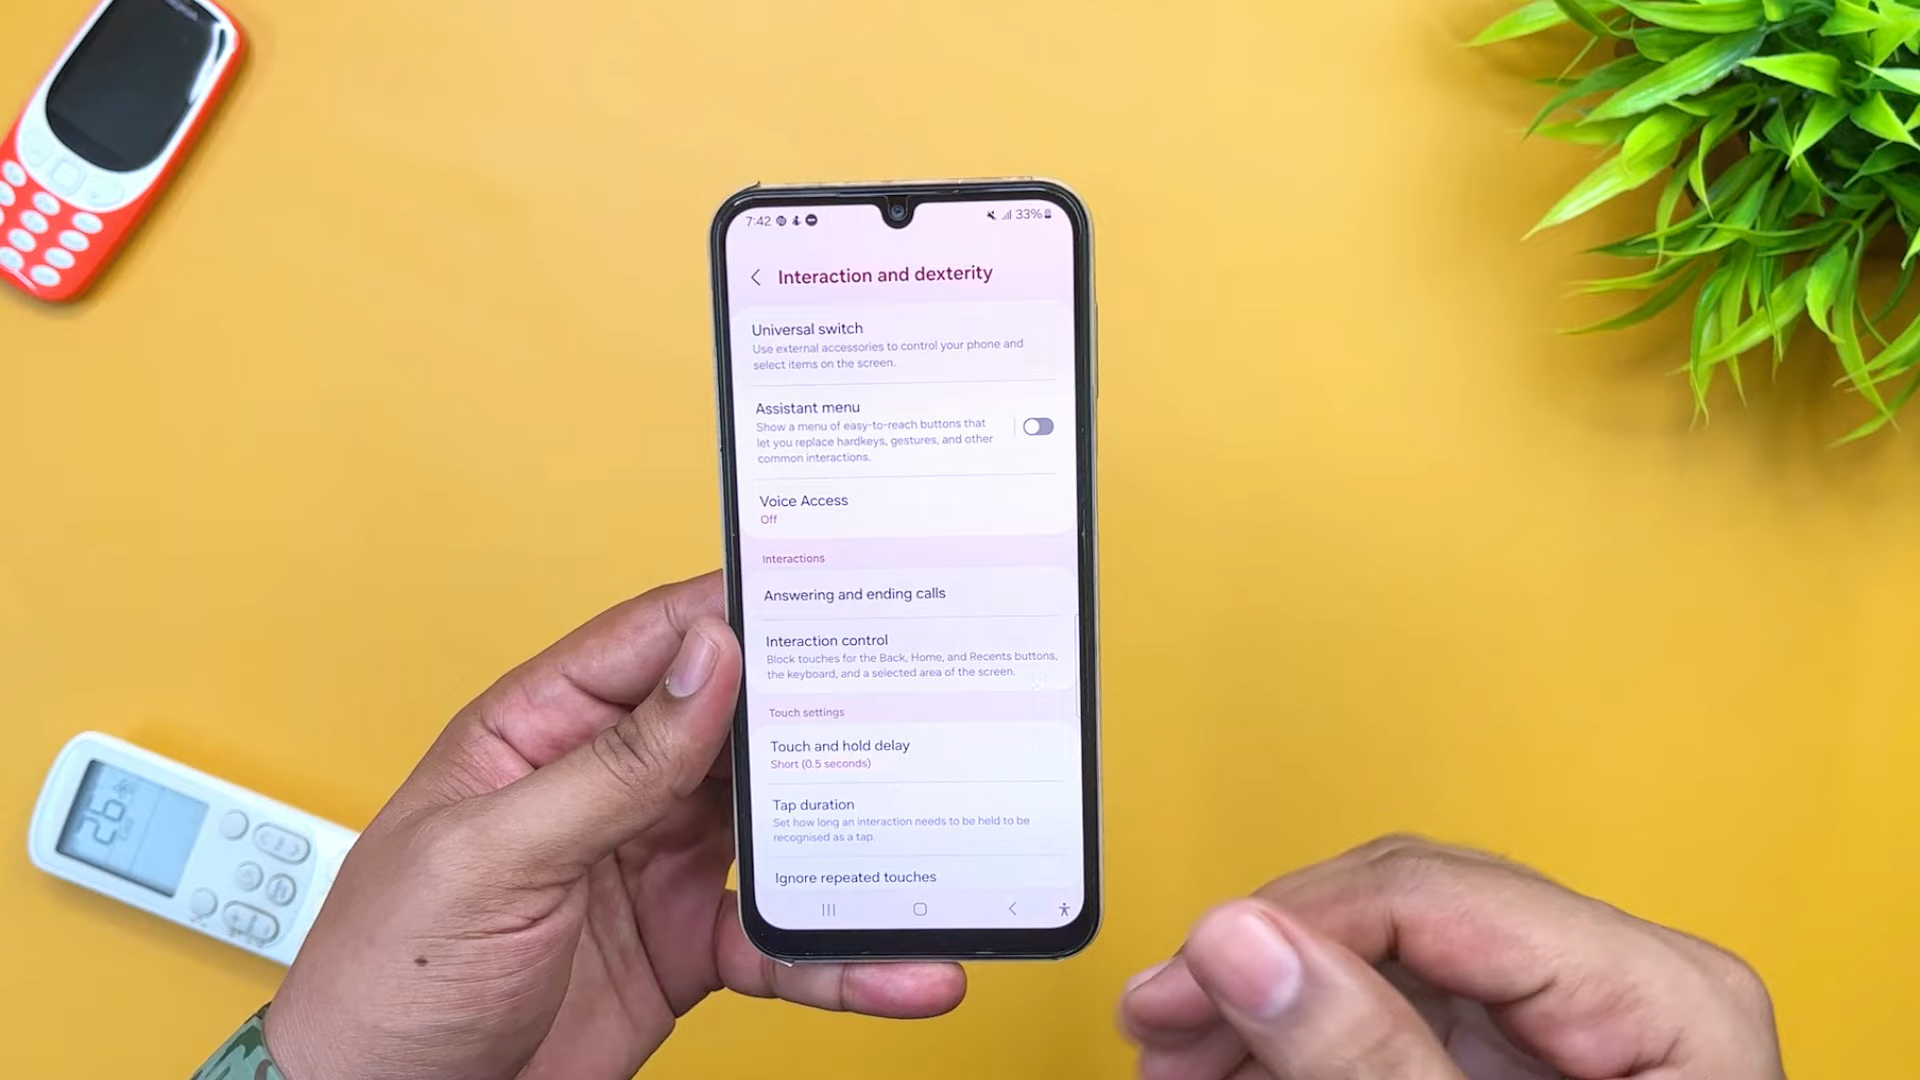 7:42
33%
Interaction and dexterity
Universal switch
Use external accessories to control your phone and
select items on the screen.
Assistant menu
Show a menu of easy-to-reach buttons that
let you replace hardkeys, gestures, and other
common interactions.
Voice Access
Off
Interactions
Answering and ending calls
Interaction control
Block touches for the Back, Home, and Recents buttons,
the keyboard, and a selected area of the screen.
Touch settings
Touch and hold delay
Short (0.5 seconds)
Tap duration
Set how long an interaction needs to be held to be
recognised as a tap.
Ignore repeated touches
26